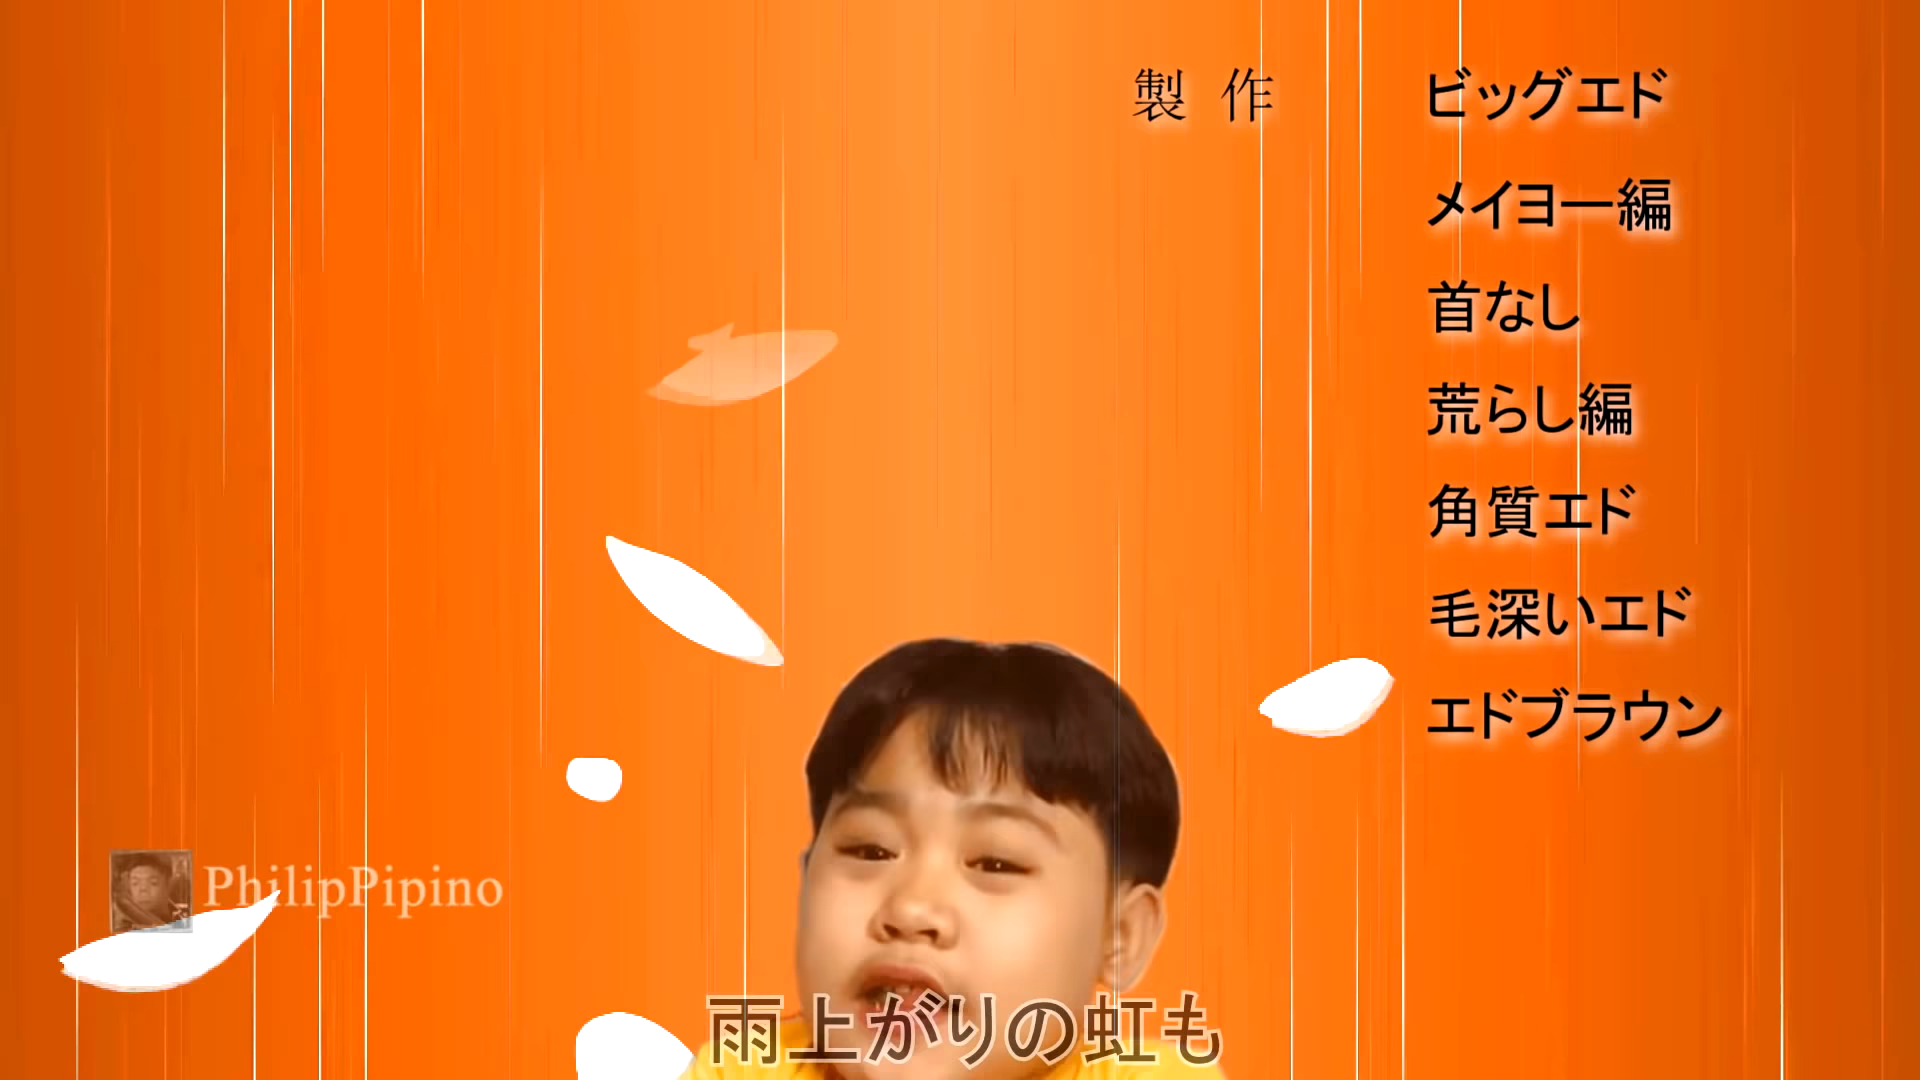 製作
ビッグエド
メイヨー編
首なし
荒らし編
角質エド
毛深いエド
エドブラウン
PhilipPipino
雨上がりの虹も